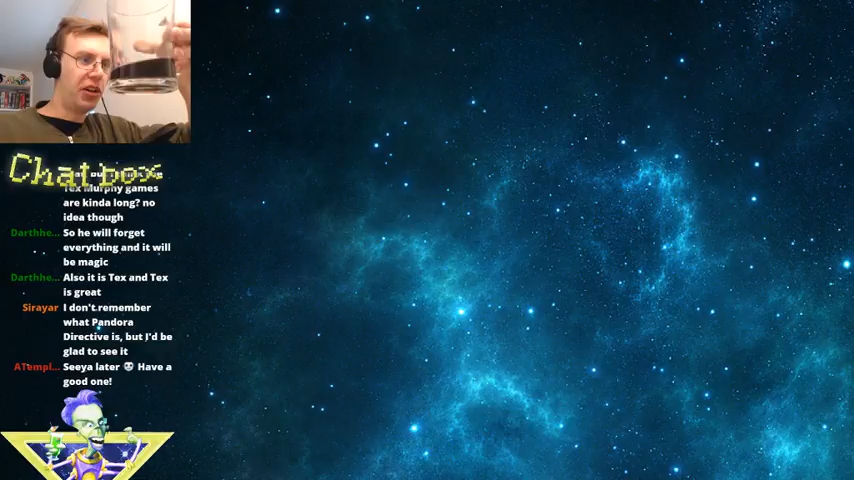 Chatbox
Tex Murphy games
are kinda long? no
idea though
Darthhe... So he will forget
everything and it will
be magic
Darthhe... Also it is Tex and Tex
is great
Sirayar I don't remember
what Pandora
Directive is, but I'd be
glad to see it
ATempl... Seeya later 💀 Have a
good one!